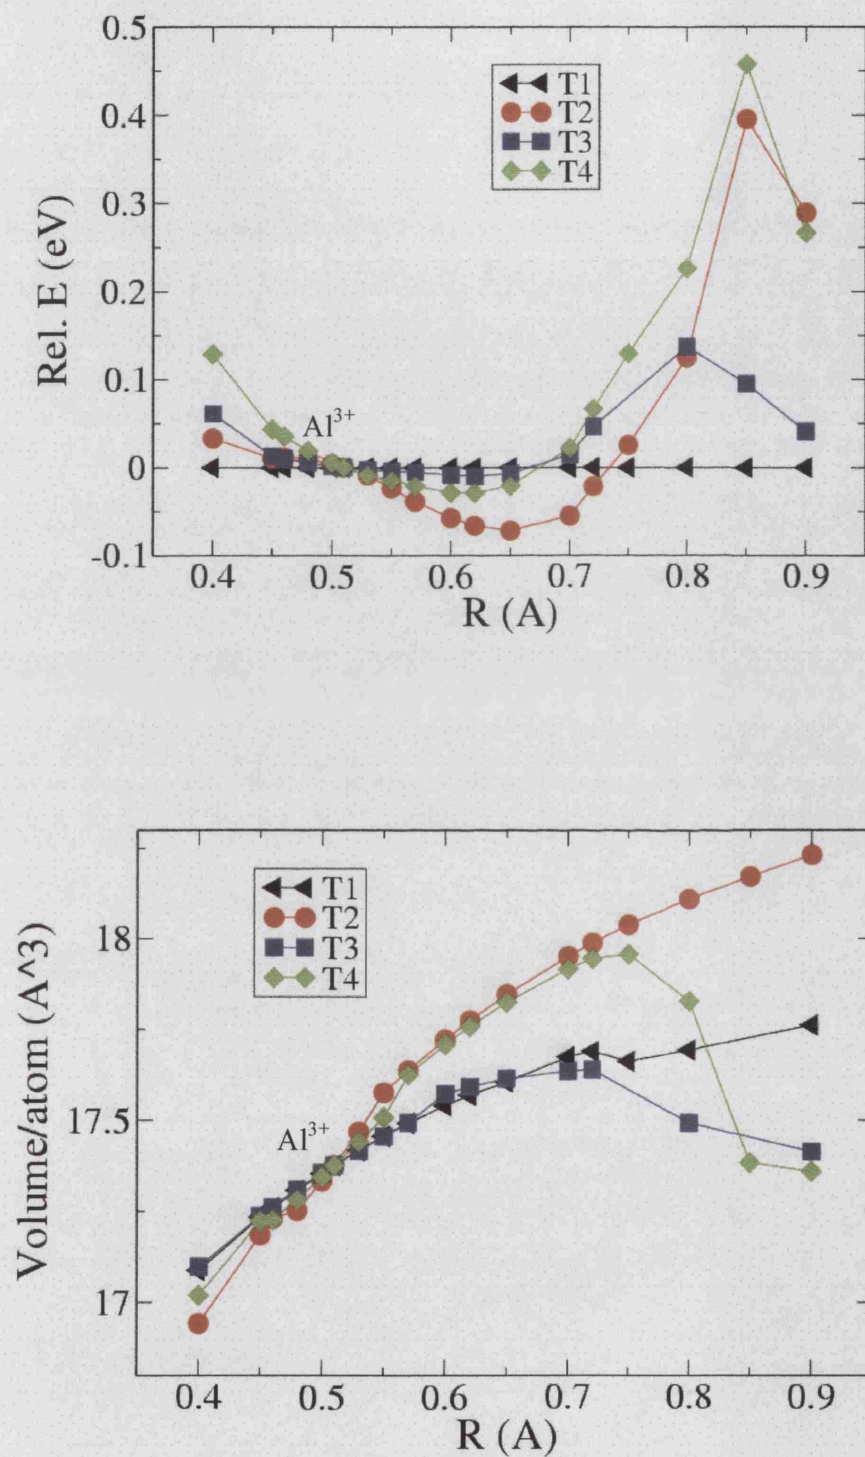 0.5
0.4
0.3
0.2
0.1
0
-0.1
Rel. E (eV)
T1
T2
T3
T4
Al3+
0.4 0.5 0.6 0.7 0.8 0.9
R (A)
18
17.5
17
Volume/atom (A^3)
T1
T2
T3
T4
Al3+
0.4 0.5 0.6 0.7 0.8 0.9
R (A)